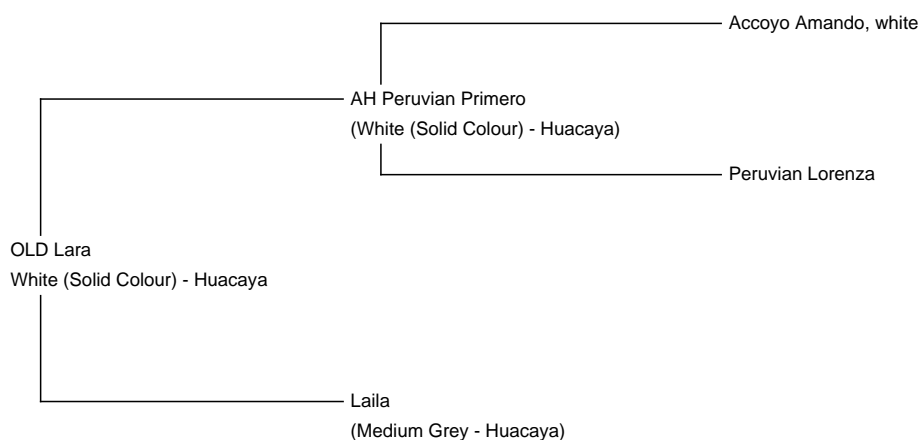 Accoyo Amando, white
AH Peruvian Primero
(White (Solid Colour) - Huacaya)
Peruvian Lorenza
OLD Lara
White (Solid Colour) - Huacaya
Laila
(Medium Grey - Huacaya)